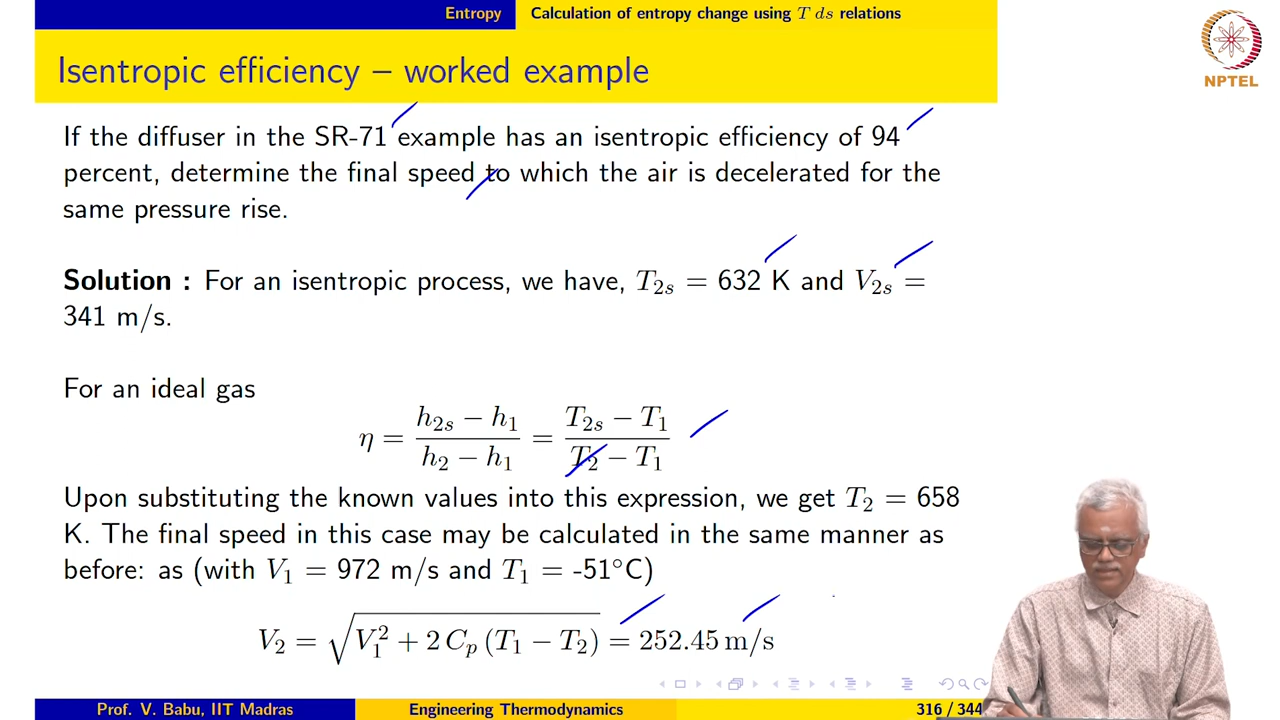 Entropy Calculation of entropy change using T ds relations
Isentropic efficiency – worked example
NPTEL
If the diffuser in the SR-71 example has an isentropic efficiency of 94
percent, determine the final speed to which the air is decelerated for the
same pressure rise.
Solution : For an isentropic process, we have, T₂ₛ = 632 K and V₂ₛ =
341 m/s.
For an ideal gas
η = (h₂ₛ − h₁)/(h₂ − h₁) = (T₂ₛ − T₁)/(T₂ − T₁)
Upon substituting the known values into this expression, we get T₂ = 658
K. The final speed in this case may be calculated in the same manner as
before: as (with V₁ = 972 m/s and T₁ = -51°C)
V₂ = √(V₁² + 2 Cₚ (T₁ − T₂)) = 252.45 m/s
Prof. V. Babu, IIT Madras Engineering Thermodynamics 316 / 344